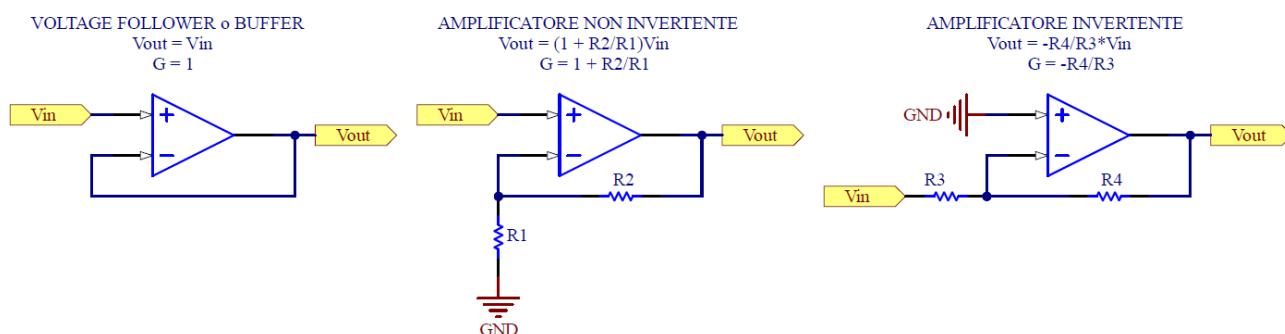 VOLTAGE FOLLOWER o BUFFER
Vout = Vin
G = 1
Vin
+
−
Vout
AMPLIFICATORE NON INVERTENTE
Vout = (1 + R2/R1)Vin
G = 1 + R2/R1
Vin
+
−
Vout
R2
R1
GND
AMPLIFICATORE INVERTENTE
Vout = -R4/R3*Vin
G = -R4/R3
GND
+
−
Vout
Vin
R3
R4